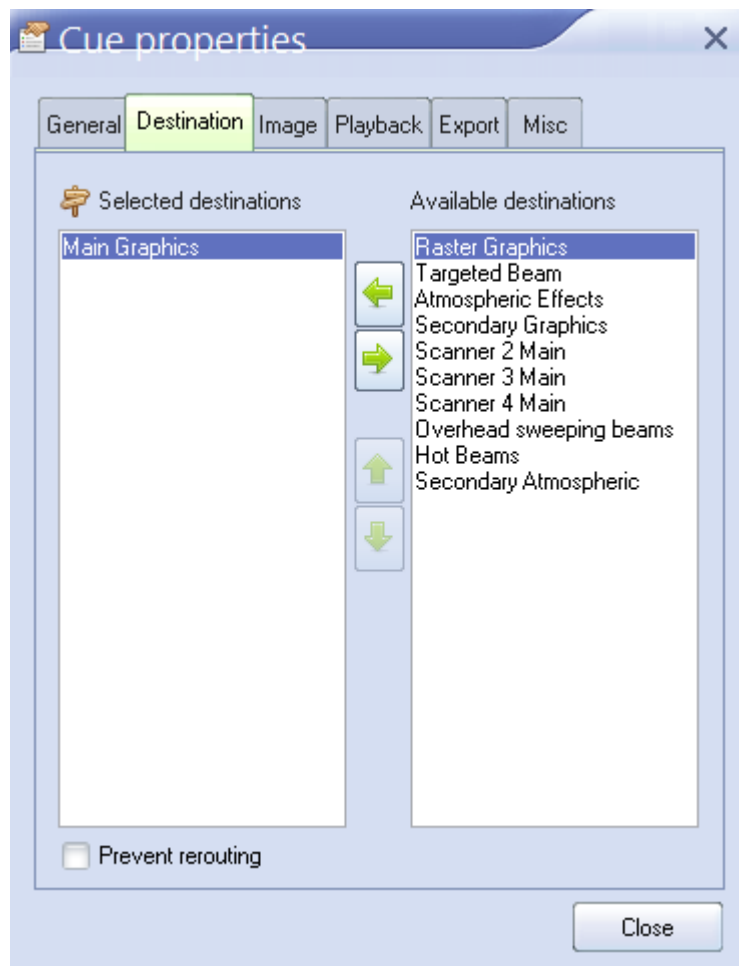 Cue properties
General Destination Image Playback Export Misc
Selected destinations
Main Graphics
Available destinations
Raster Graphics
Targeted Beam
Atmospheric Effects
Secondary Graphics
Scanner 2 Main
Scanner 3 Main
Scanner 4 Main
Overhead sweeping beams
Hot Beams
Secondary Atmospheric
Prevent rerouting
Close